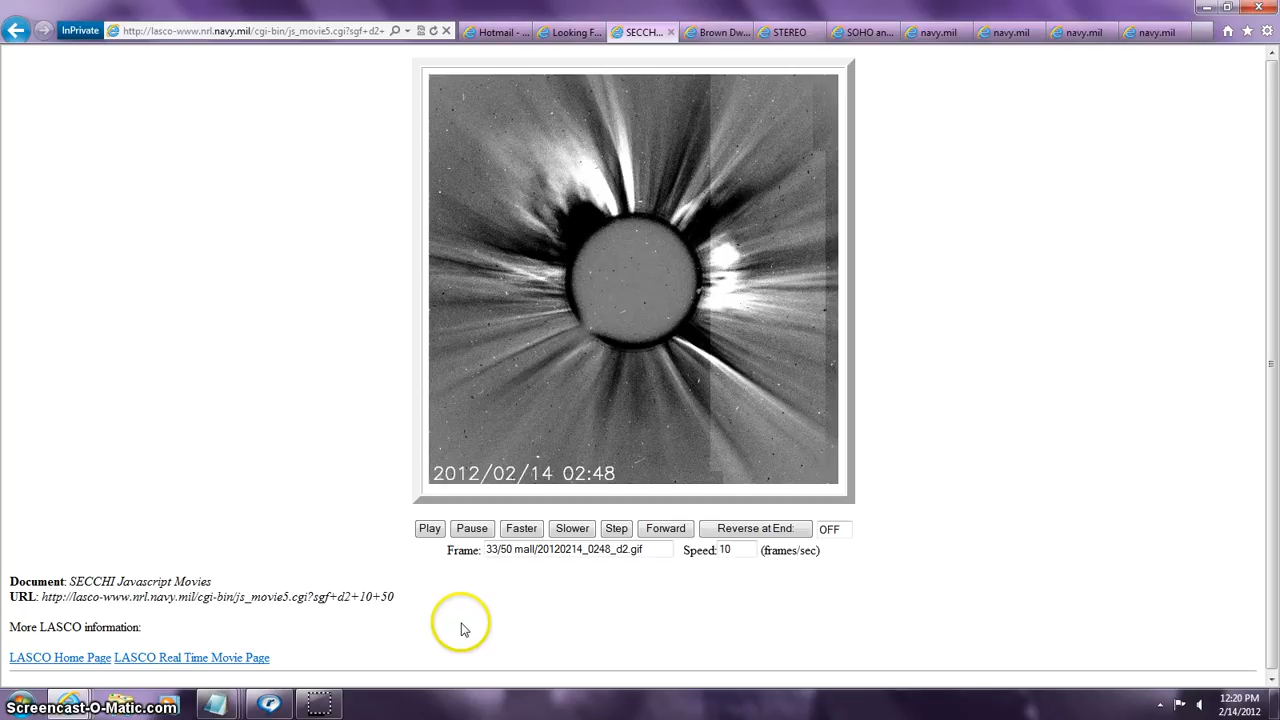 InPrivate
http://lasco-www.nrl.navy.mil/cgi-bin/js_movie5.cgi?sgf+d2+
Hotmail - ...
Looking F...
SECCH...
Brown Dw...
STEREO
SOHO an...
navy.mil
navy.mil
navy.mil
navy.mil
2012/02/14 02:48
Play Pause Faster Slower Step Forward Reverse at End: OFF
Frame: 33/50 mall/20120214_0248_d2.gif Speed: 10 (frames/sec)
Document: SECCHI Javascript Movies
URL: http://lasco-www.nrl.navy.mil/cgi-bin/js_movie5.cgi?sgf+d2+10+50
More LASCO information:
LASCO Home Page LASCO Real Time Movie Page
Screencast-O-Matic.com
12:20 PM
2/14/2012